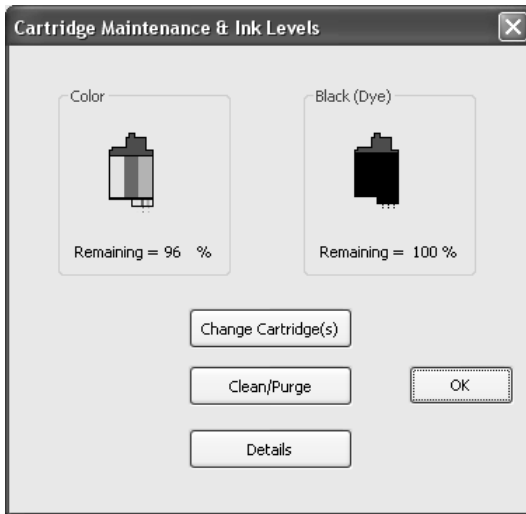 Cartridge Maintenance & Ink Levels
Color
Black (Dye)
Remaining = 96 %
Remaining = 100 %
Change Cartridge(s)
Clean/Purge
OK
Details